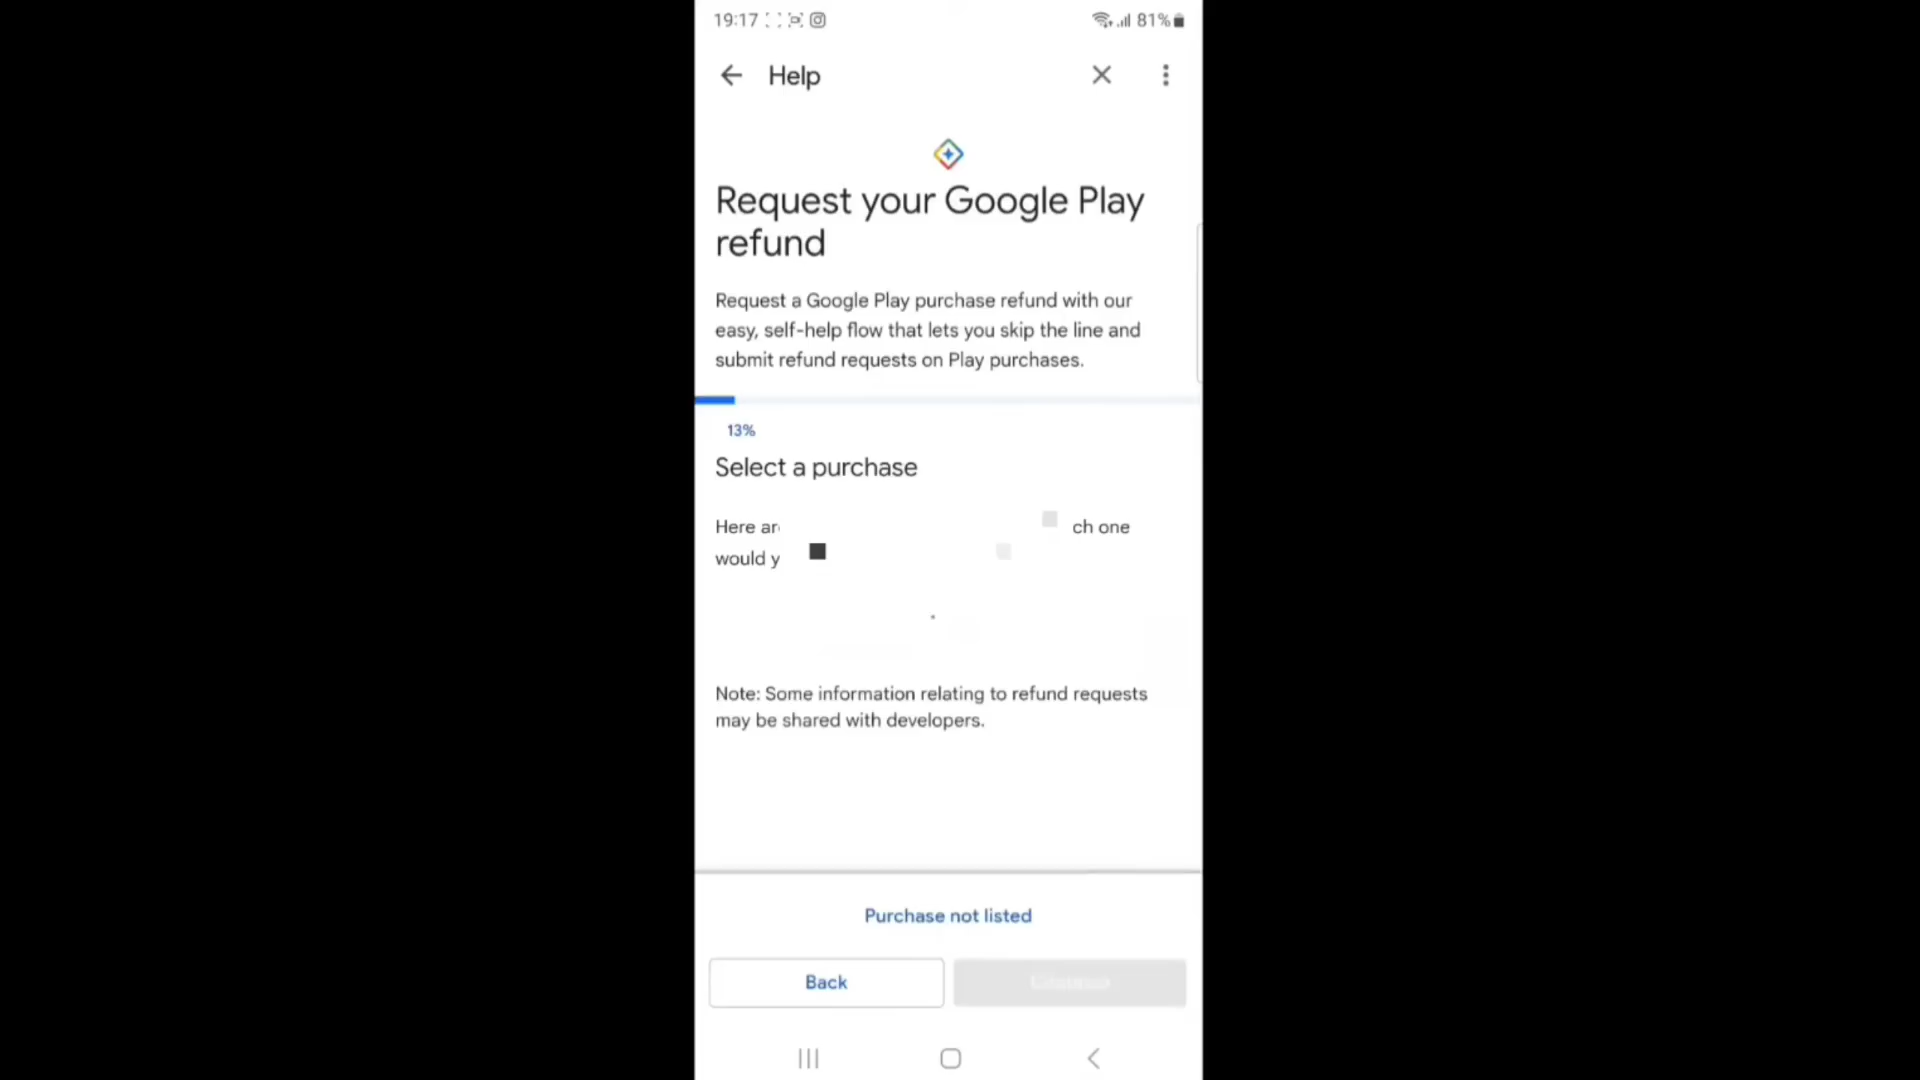 19:17 81%
Help
Request your Google Play
refund
Request a Google Play purchase refund with our
easy, self-help flow that lets you skip the line and
submit refund requests on Play purchases.
13%
Select a purchase
Here ch one
would y
Note: Some information relating to refund requests
may be shared with developers.
Purchase not listed
Back